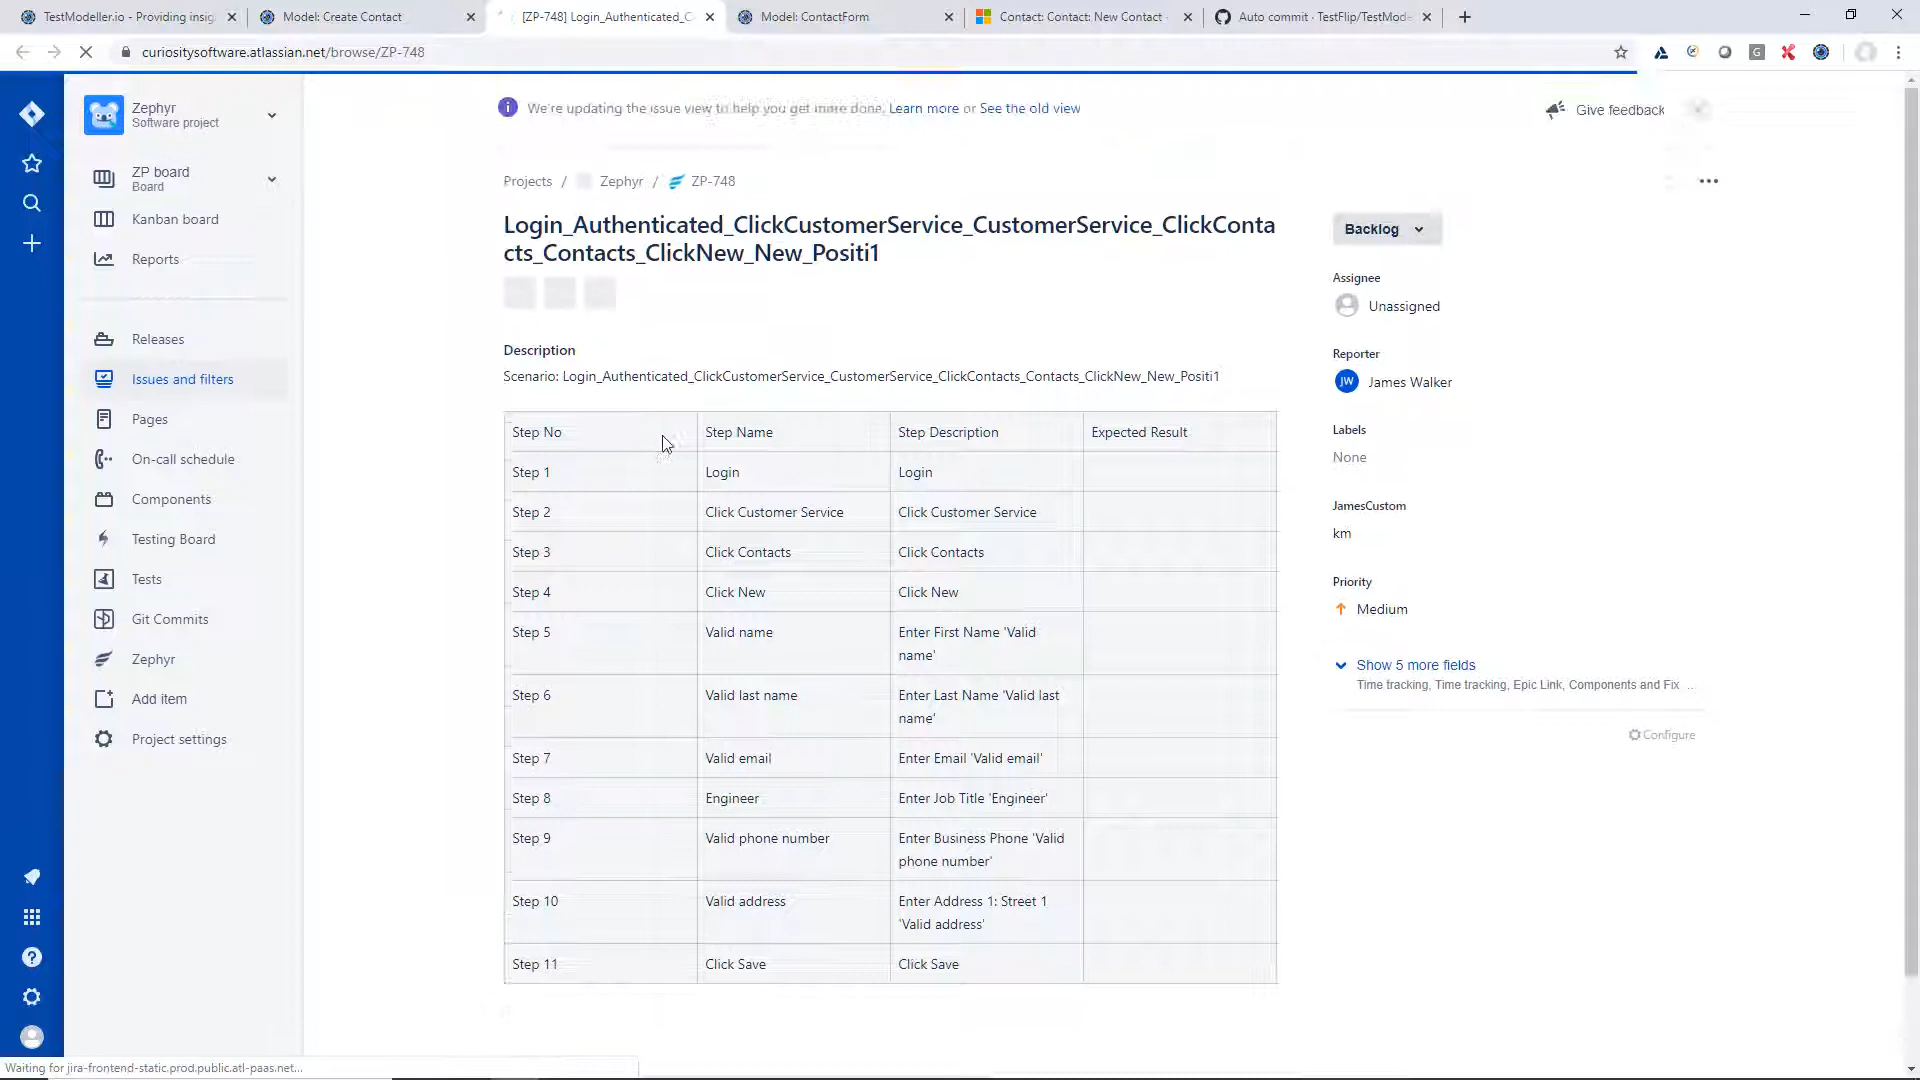 TestModeller.io - Providing insig
Model: Create Contact
[ZP-748] Login_Authenticated_C
Model: ContactForm
Contact: Contact: New Contact
Auto commit · TestFlip/TestMode
curiositysoftware.atlassian.net/browse/ZP-748
Zephyr
Software project
ZP board
Board
Kanban board
Reports
Releases
Issues and filters
Pages
On-call schedule
Components
Testing Board
Tests
Git Commits
Zephyr
Add item
Project settings
We're updating the issue view to help you get more done. Learn more or See the old view
Give feedback
Projects / Zephyr / ZP-748
Login_Authenticated_ClickCustomerService_CustomerService_ClickConta
cts_Contacts_ClickNew_New_Positi1
Description
Scenario: Login_Authenticated_ClickCustomerService_CustomerService_ClickContacts_Contacts_ClickNew_New_Positi1
Step No Step Name Step Description Expected Result
Step 1 Login Login
Step 2 Click Customer Service Click Customer Service
Step 3 Click Contacts Click Contacts
Step 4 Click New Click New
Step 5 Valid name Enter First Name 'Valid
name'
Step 6 Valid last name Enter Last Name 'Valid last
name'
Step 7 Valid email Enter Email 'Valid email'
Step 8 Engineer Enter Job Title 'Engineer'
Step 9 Valid phone number Enter Business Phone 'Valid
phone number'
Step 10 Valid address Enter Address 1: Street 1
'Valid address'
Step 11 Click Save Click Save
Backlog
Assignee
Unassigned
Reporter
JW James Walker
Labels
None
JamesCustom
km
Priority
Medium
Show 5 more fields
Time tracking, Time tracking, Epic Link, Components and Fix ...
Configure
Waiting for jira-frontend-static.prod.public.atl-paas.net...